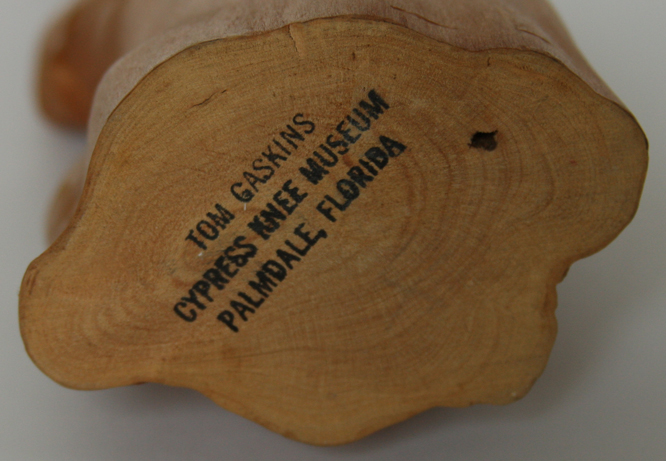 TOM GASKINS
CYPRESS KNEE MUSEUM
PALMDALE, FLORIDA